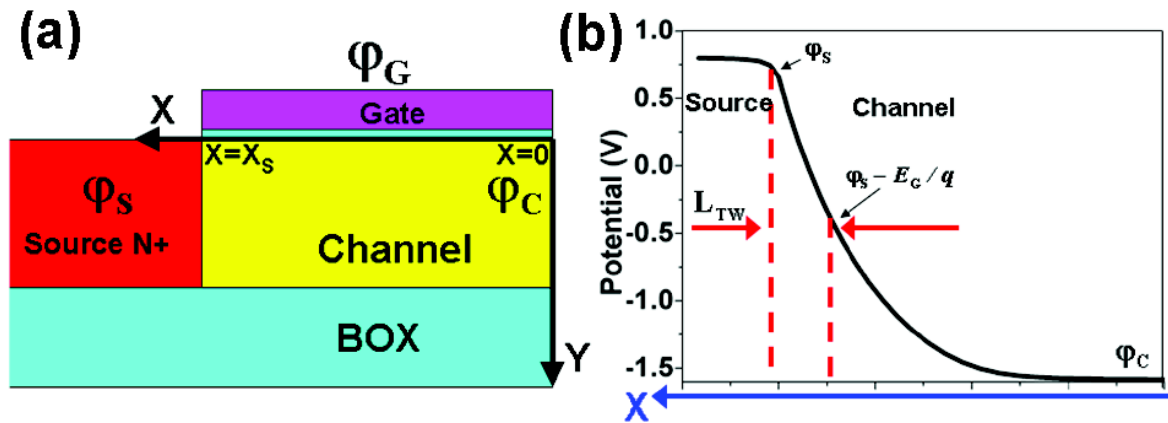 (a)
φG
X
Gate
X=XS
X=0
φS
φC
Source N+
Channel
BOX
Y
(b)
1.0
0.5
0.0
-0.5
-1.0
-1.5
Potential (V)
φS
Source
Channel
φS − EG / q
LTW
φC
X